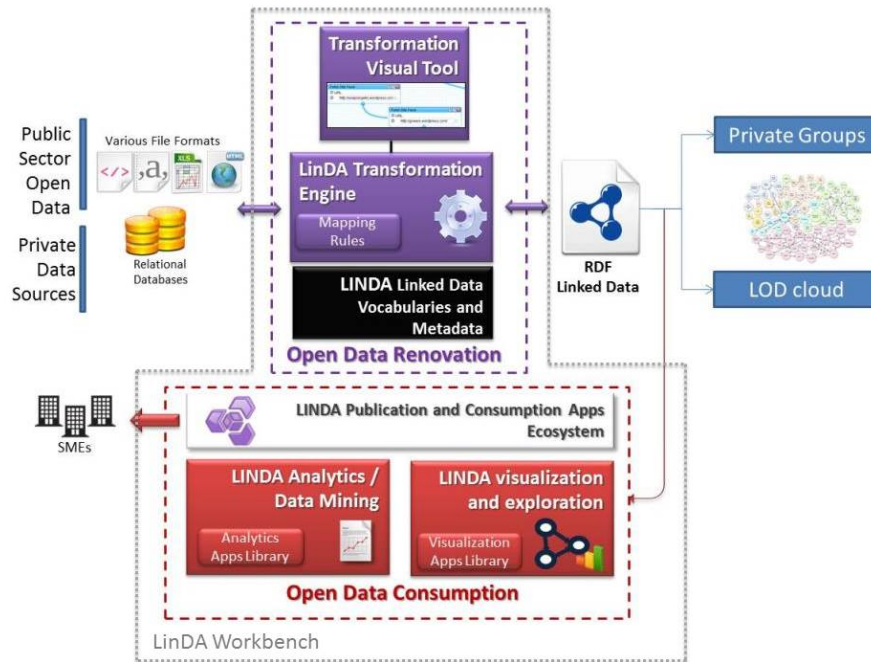 Transformation
Visual Tool
Public
Sector
Open
Data
Private
Data
Sources
Various File Formats
</>
,a,
XLS
HTML
Relational
Databases
LinDA Transformation
Engine
Mapping
Rules
LINDA Linked Data
Vocabularies and
Metadata
Open Data Renovation
RDF
Linked Data
Private Groups
LOD cloud
SMEs
LINDA Publication and Consumption Apps
Ecosystem
LINDA Analytics /
Data Mining
Analytics
Apps Library
LINDA visualization
and exploration
Visualization
Apps Library
Open Data Consumption
LinDA Workbench